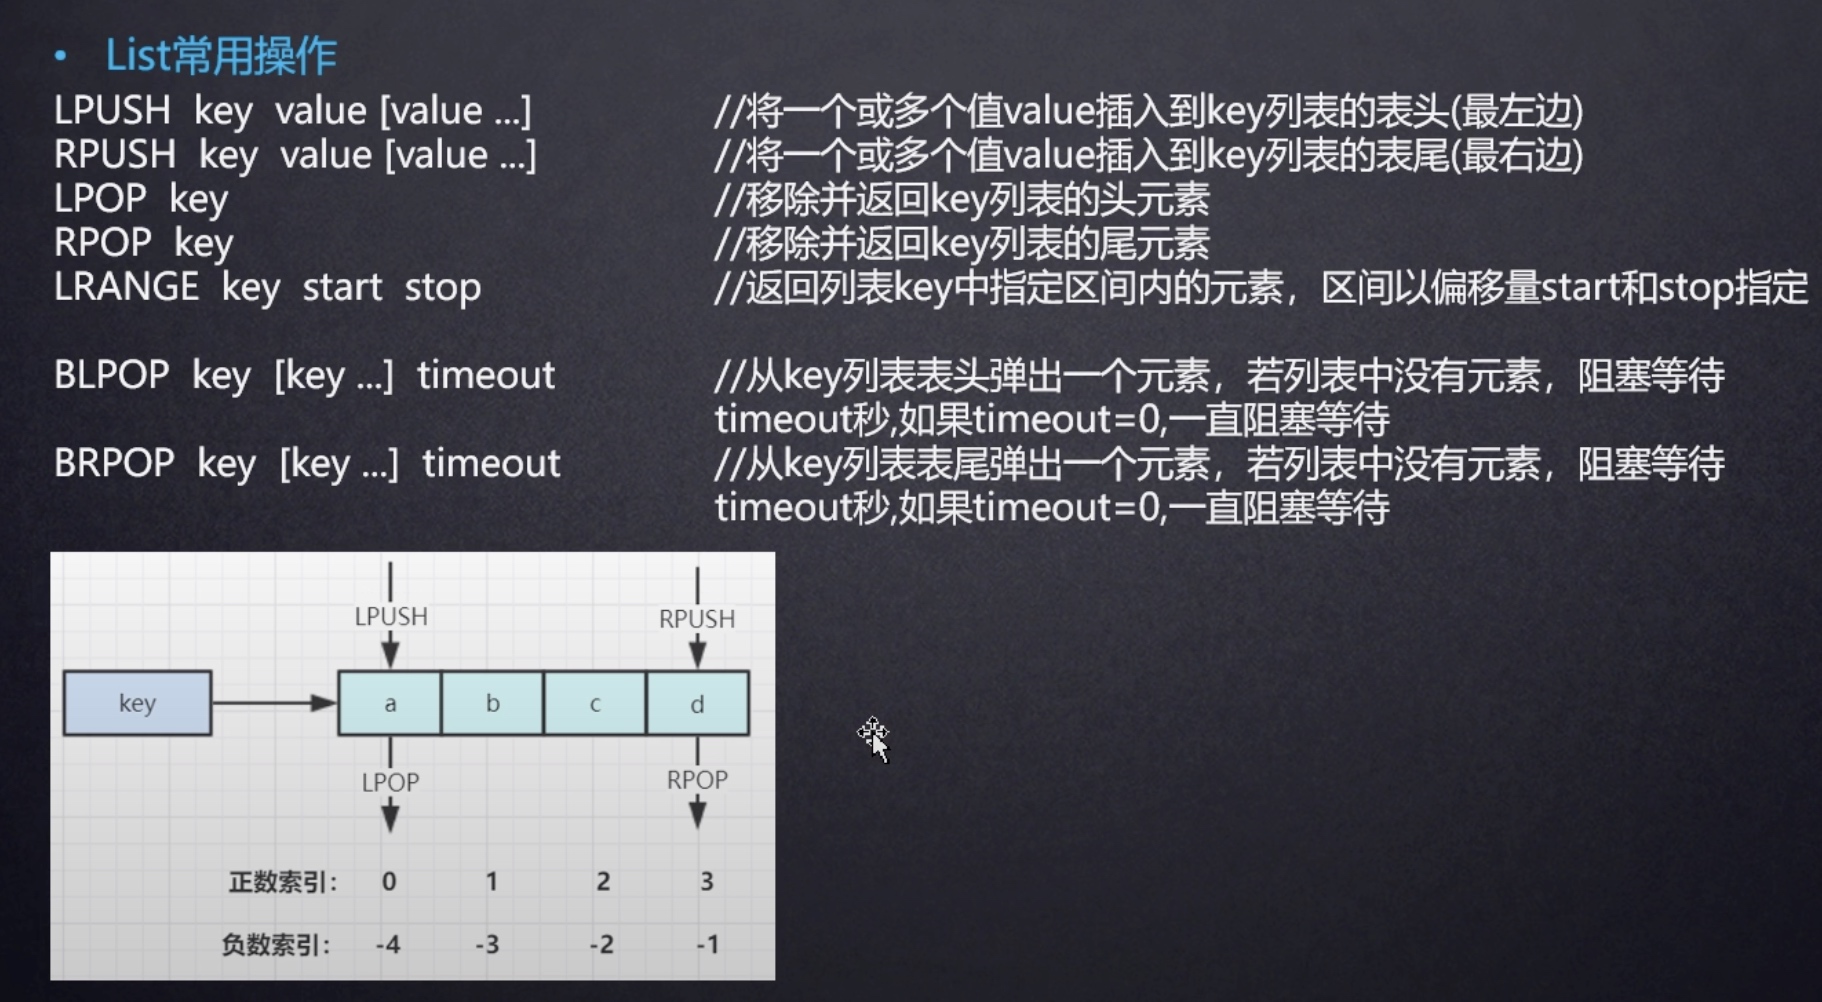 • List常用操作
LPUSH key value [value ...] //将一个或多个值value插入到key列表的表头(最左边)
RPUSH key value [value ...] //将一个或多个值value插入到key列表的表尾(最右边)
LPOP key //移除并返回key列表的头元素
RPOP key //移除并返回key列表的尾元素
LRANGE key start stop //返回列表key中指定区间内的元素，区间以偏移量start和stop指定
BLPOP key [key ...] timeout //从key列表表头弹出一个元素，若列表中没有元素，阻塞等待
timeout秒,如果timeout=0,一直阻塞等待
BRPOP key [key ...] timeout //从key列表表尾弹出一个元素，若列表中没有元素，阻塞等待
timeout秒,如果timeout=0,一直阻塞等待
LPUSH RPUSH
key a b c d
LPOP RPOP
正数索引： 0 1 2 3
负数索引： -4 -3 -2 -1